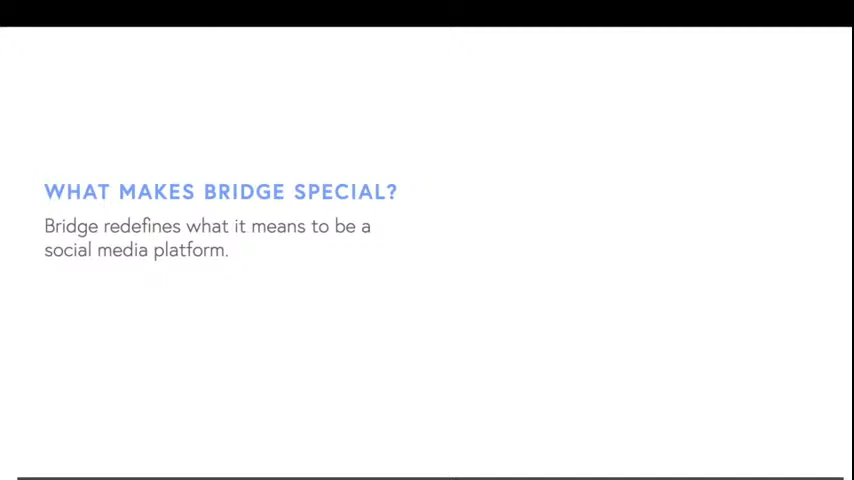 WHAT MAKES BRIDGE SPECIAL?
Bridge redefines what it means to be a
social media platform.